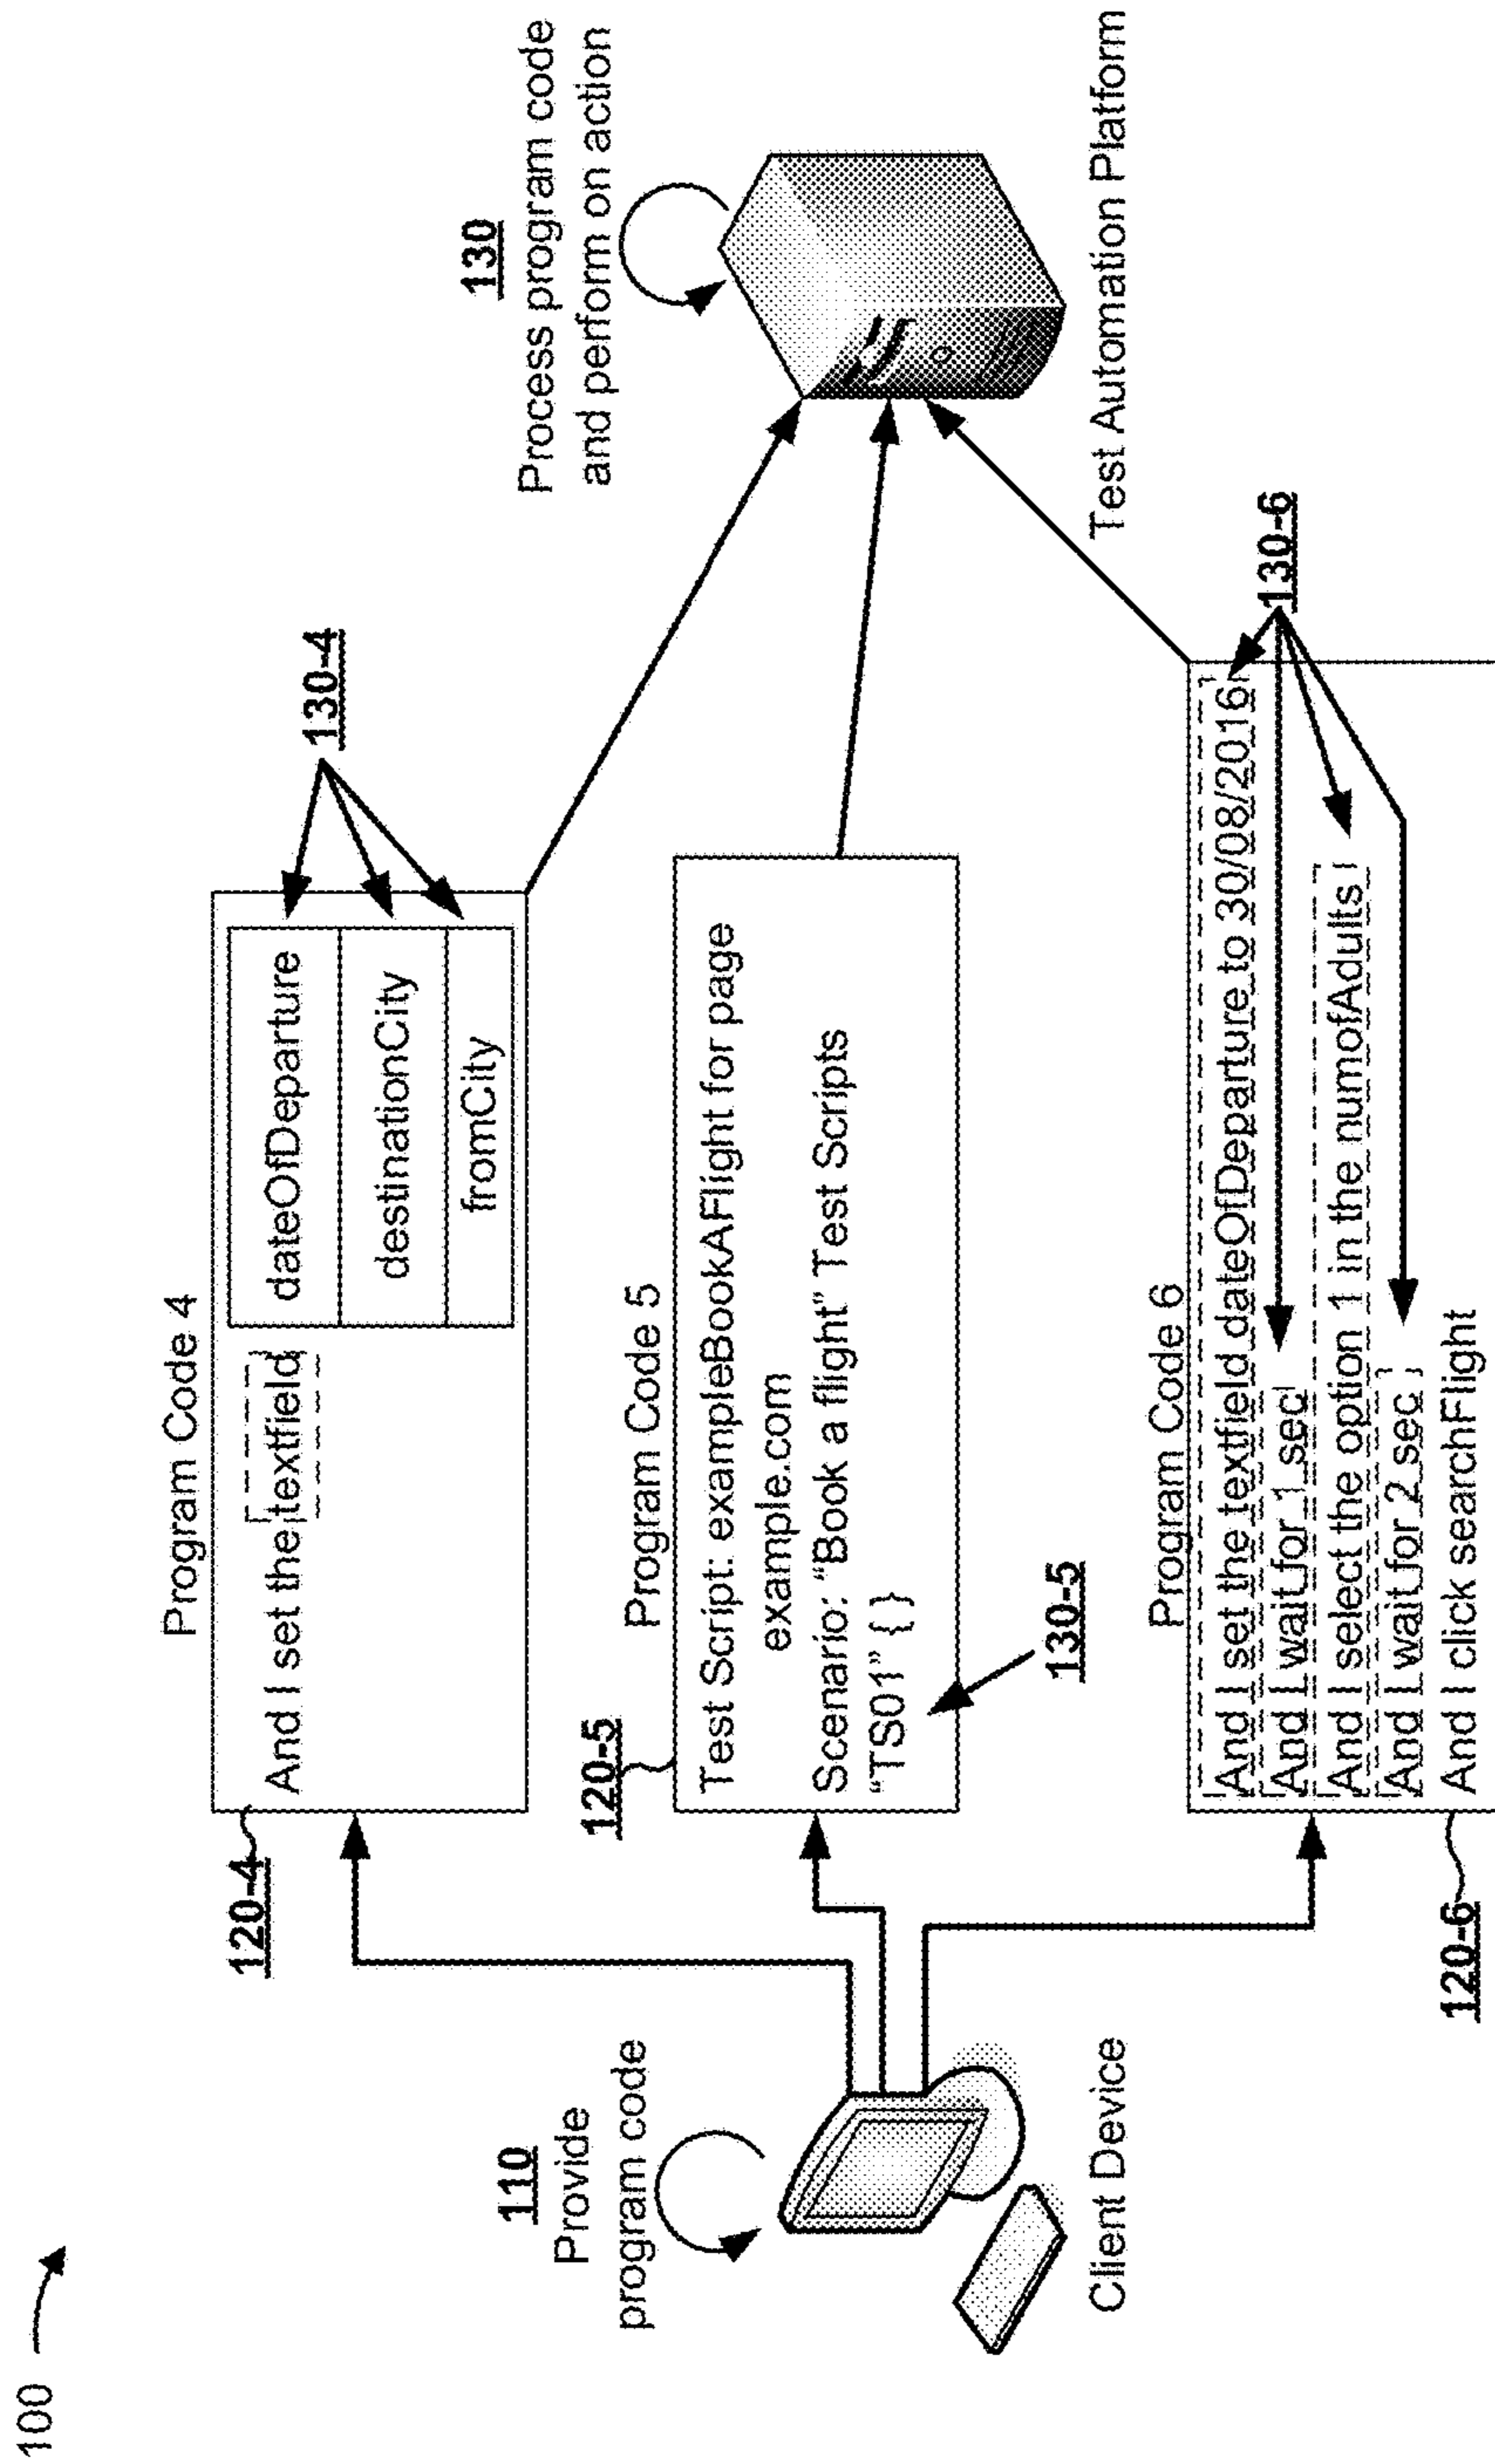 100
110
Provide
program code
Client Device
120-4
Program Code 4
And I set the textfield
dateOfDeparture
destinationCity
fromCity
130-4
120-5
Program Code 5
Test Script: exampleBookAFlight for page
example.com
Scenario: “Book a flight” Test Scripts
“TS01” { }
130-5
120-6
Program Code 6
And I set the textfield dateOfDeparture to 30/08/2016
And I wait for 1 sec
And I select the option 1 in the numofAdults
And I wait for 2 sec
And I click searchFlight
130-6
130
Process program code
and perform on action
Test Automation Platform